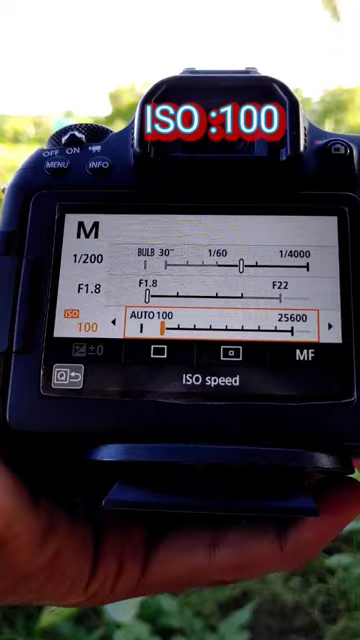 ISO :100
OFF ON
MENU INFO
M
1/200 BULB 30" 1/60 1/4000
F1.8 F1.8 F22
ISO 100 AUTO 100 25600
±0 MF
Q ISO speed